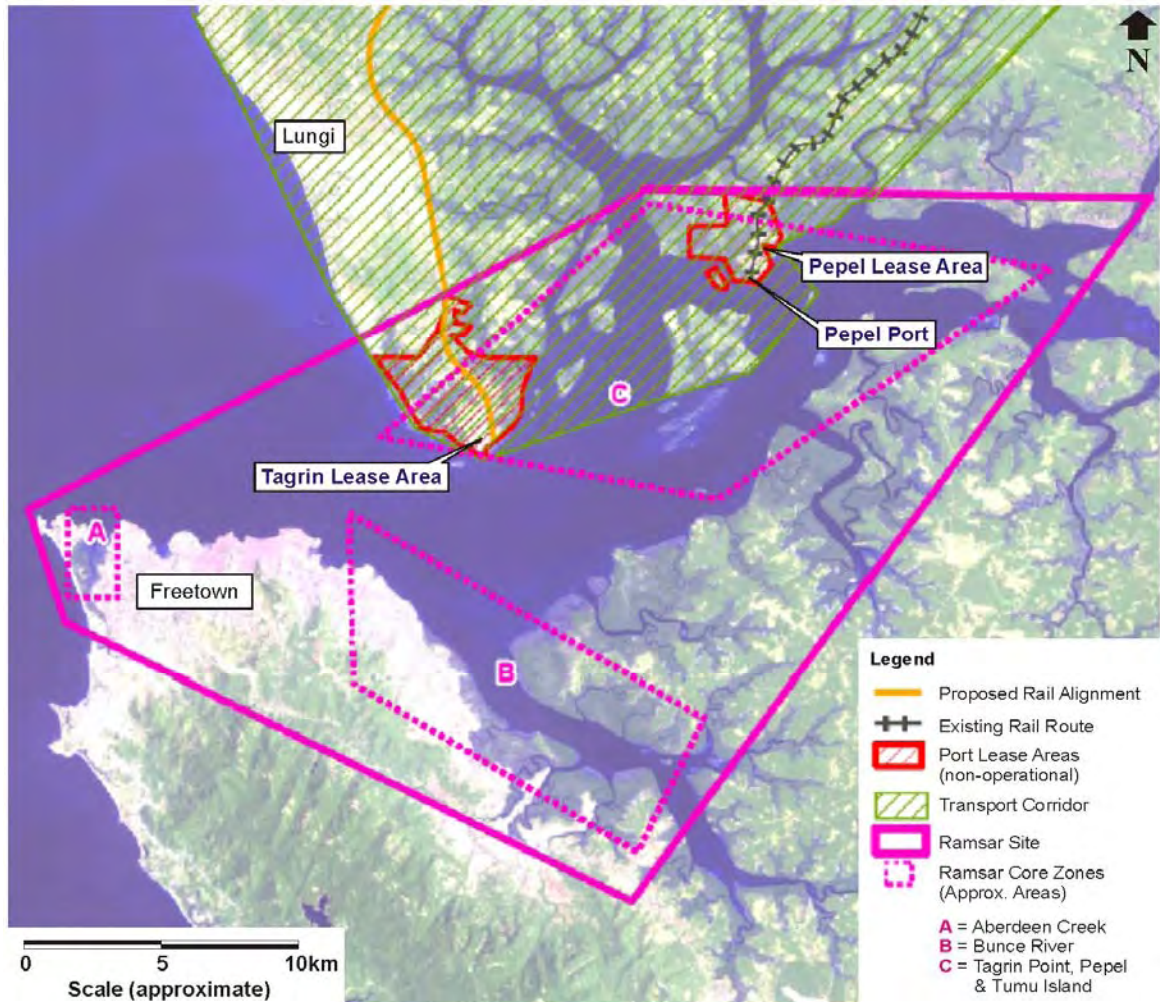 N
Lungi
Pepel Lease Area
Pepel Port
C
Tagrin Lease Area
A
Freetown
B
Legend
Proposed Rail Alignment
Existing Rail Route
Port Lease Areas
(non-operational)
Transport Corridor
Ramsar Site
Ramsar Core Zones
(Approx. Areas)
A = Aberdeen Creek
B = Bunce River
C = Tagrin Point, Pepel
& Tumu Island
0 5 10km
Scale (approximate)